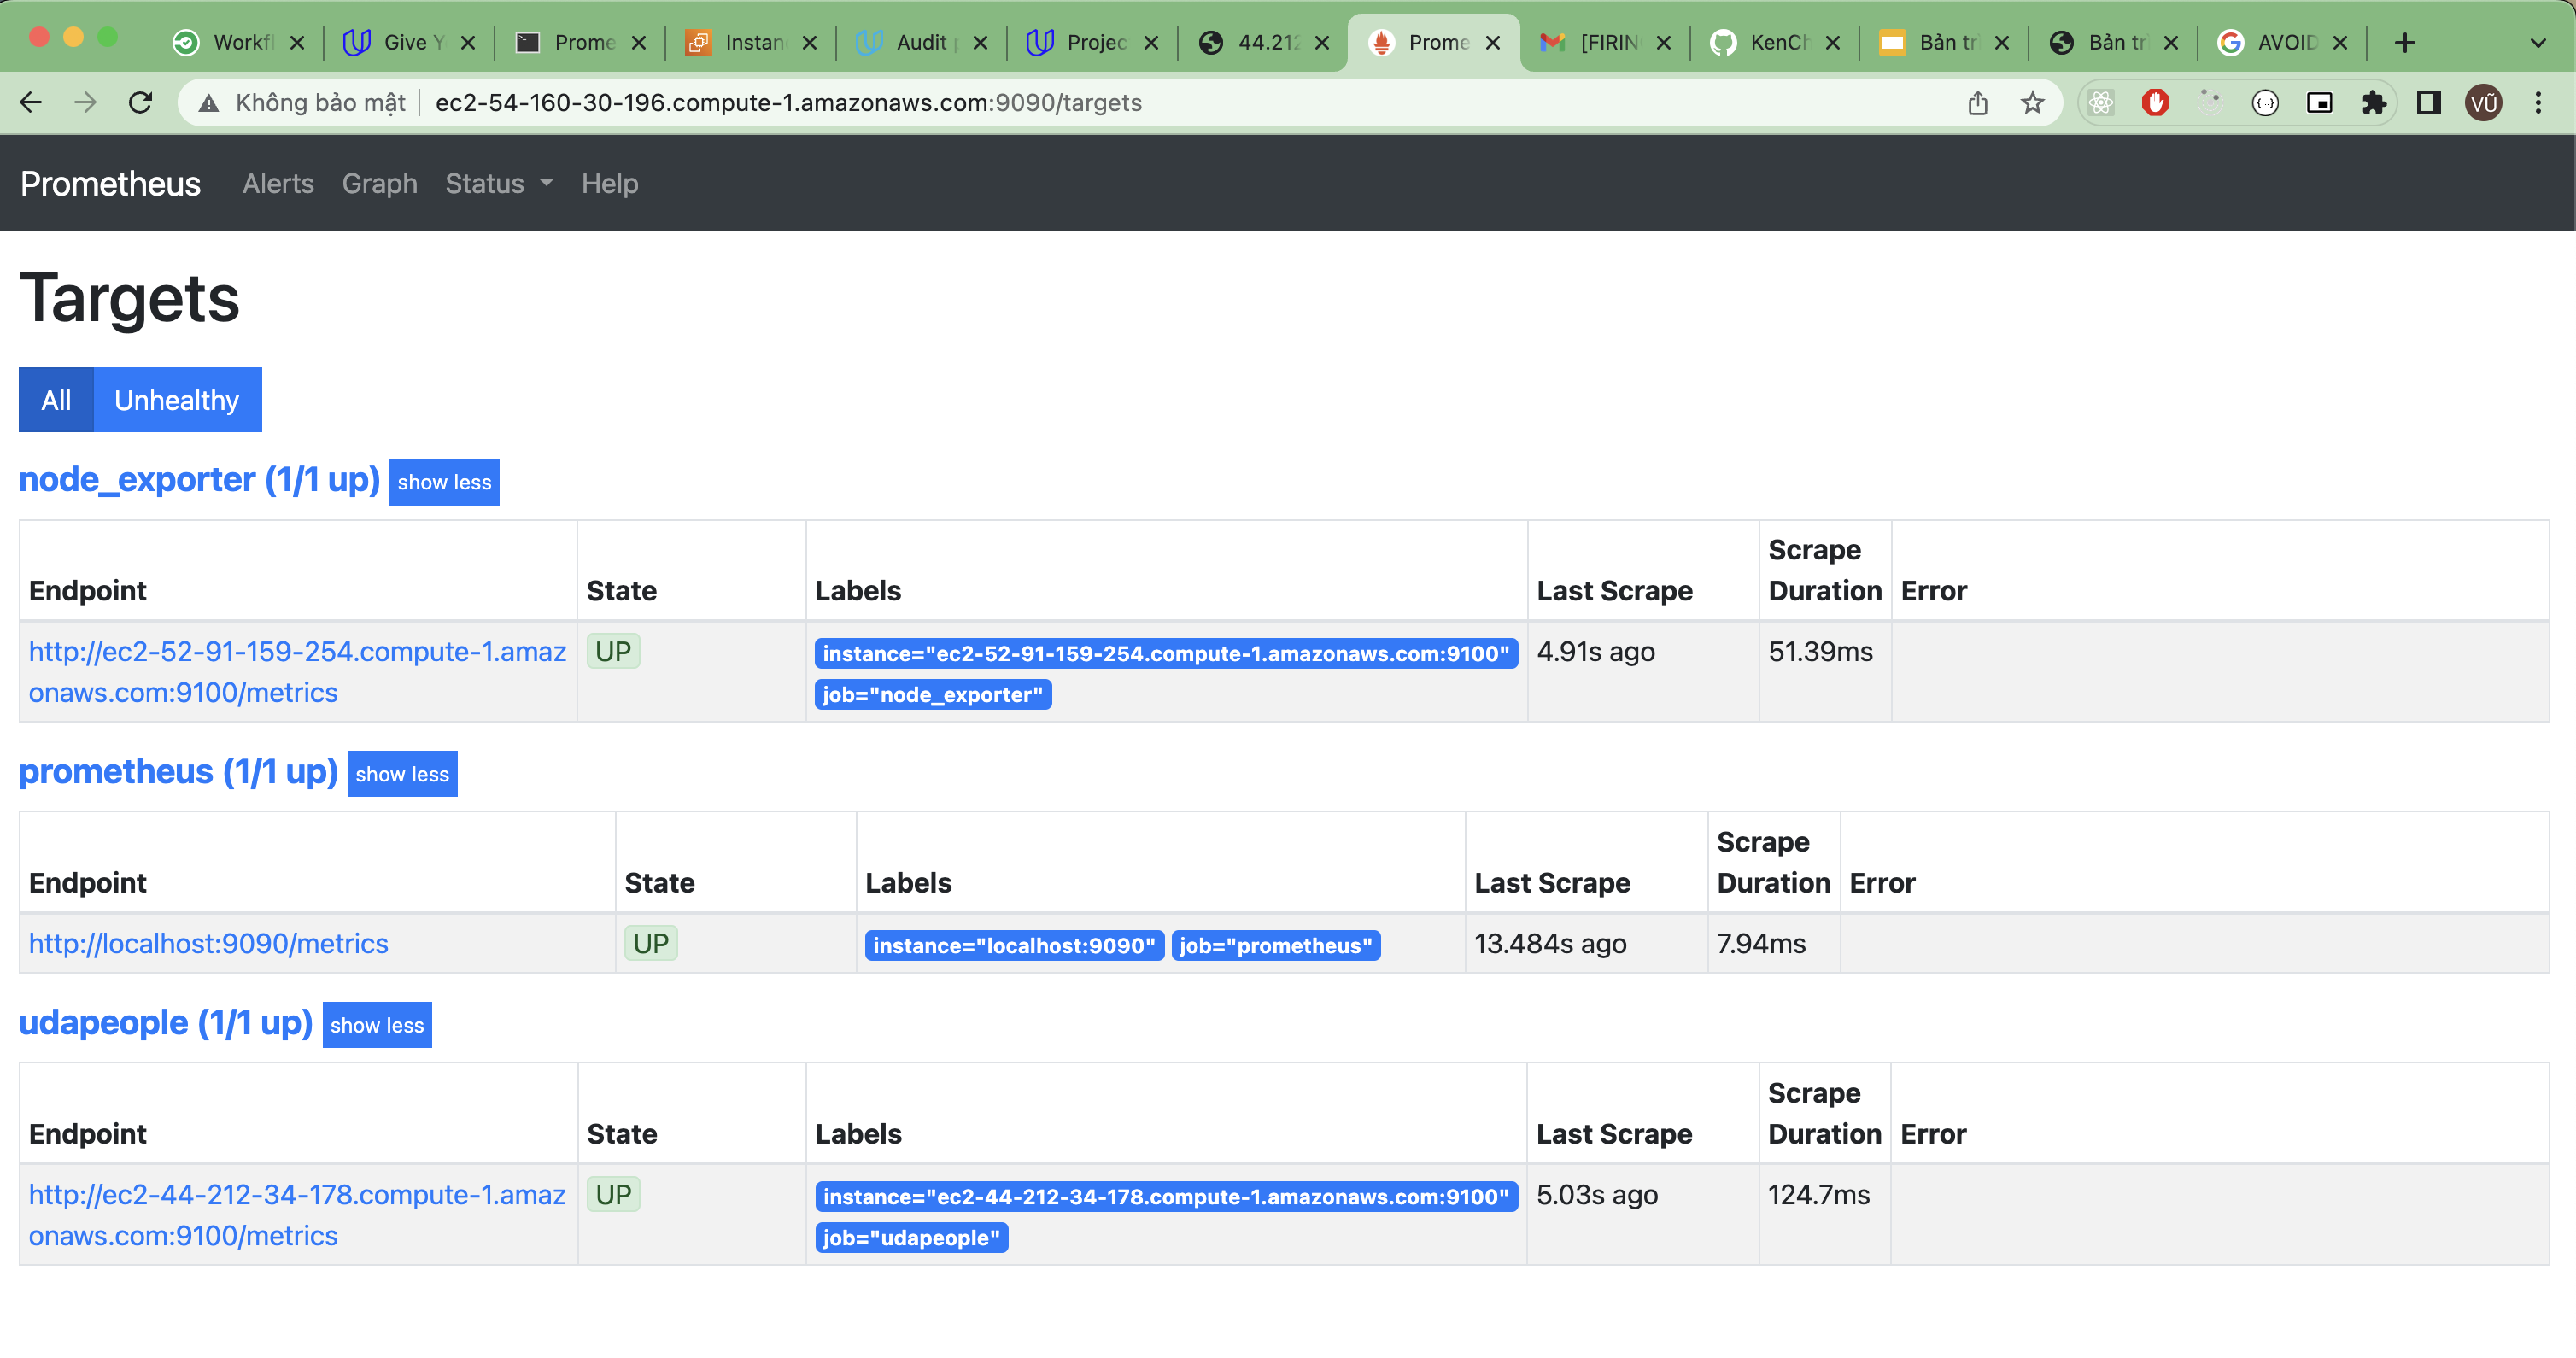 Workfl
Give Y
Prome
Instan
Audit p
Projec
44.212
Prome
[FIRIN
KenCh
Bản trì
Bản trì
AVOID
Không bảo mật
ec2-54-160-30-196.compute-1.amazonaws.com:9090/targets
VŨ
Prometheus Alerts Graph Status Help
Targets
All Unhealthy
node_exporter (1/1 up) show less
Endpoint State Labels Last Scrape Scrape Duration Error
http://ec2-52-91-159-254.compute-1.amaz
onaws.com:9100/metrics
UP
instance="ec2-52-91-159-254.compute-1.amazonaws.com:9100"
job="node_exporter"
4.91s ago
51.39ms
prometheus (1/1 up) show less
Endpoint State Labels Last Scrape Scrape Duration Error
http://localhost:9090/metrics UP instance="localhost:9090" job="prometheus" 13.484s ago 7.94ms
udapeople (1/1 up) show less
Endpoint State Labels Last Scrape Scrape Duration Error
http://ec2-44-212-34-178.compute-1.amaz
onaws.com:9100/metrics
UP
instance="ec2-44-212-34-178.compute-1.amazonaws.com:9100"
job="udapeople"
5.03s ago
124.7ms